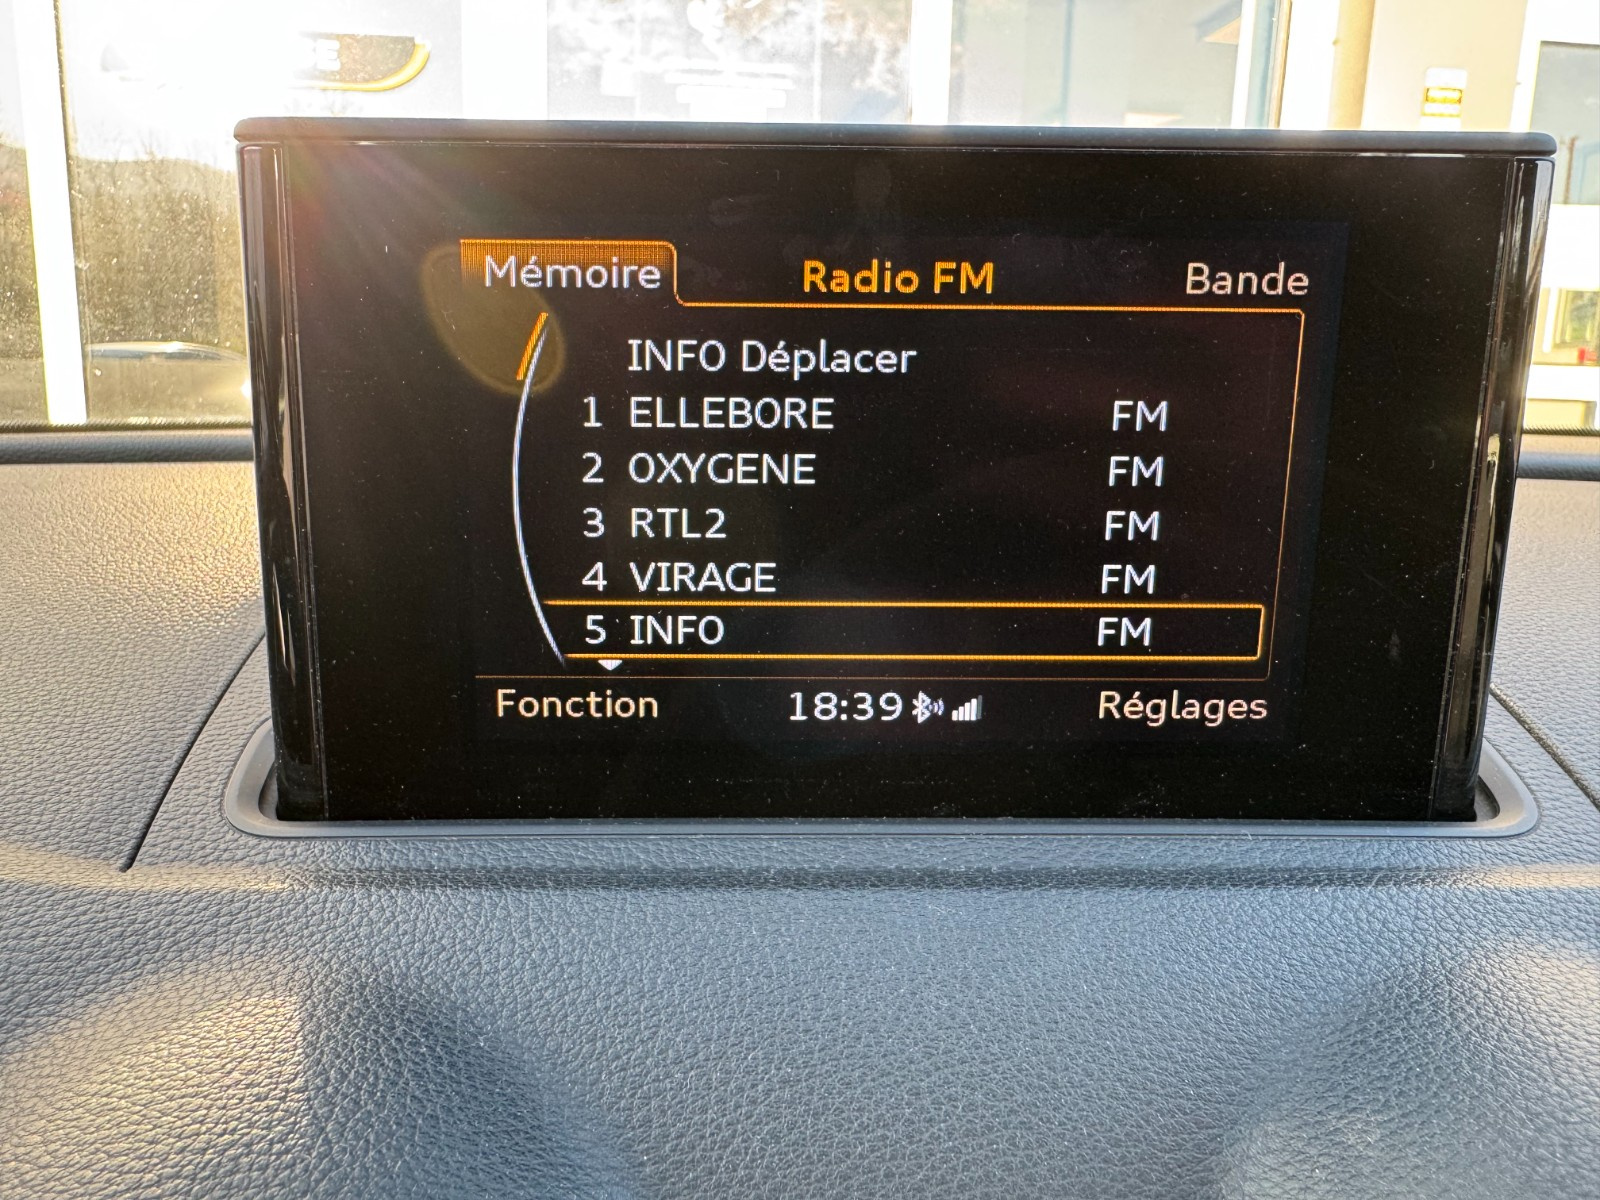 Mémoire Radio FM Bande
INFO Déplacer
1 ELLEBORE FM
2 OXYGENE FM
3 RTL2 FM
4 VIRAGE FM
5 INFO FM
Fonction 18:39 Réglages